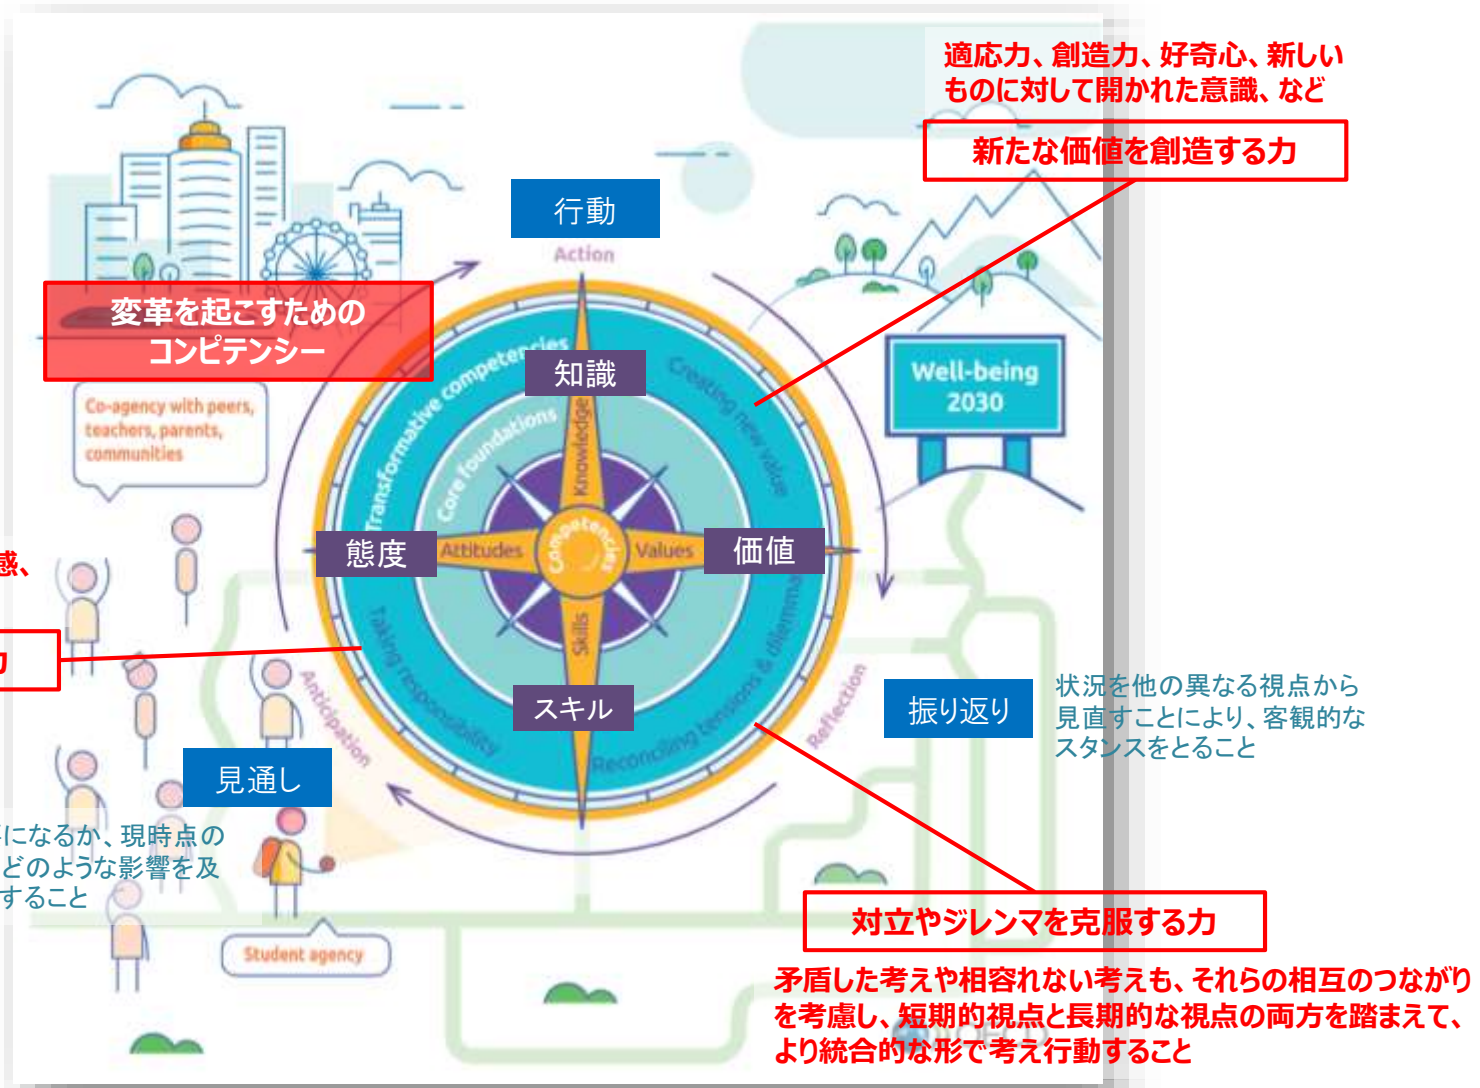 適応力、創造力、好奇心、新しい
ものに対して開かれた意識、など
新たな価値を創造する力
行動
Action
変革を起こすための
コンピテンシー
Transformative competencies
Creating new value
知識
Knowledge
Core foundations
Well-being
2030
Co-agency with peers,
teachers, parents,
communities
態度
Attitudes
Competencies
Values
価値
感、
力
Skills
スキル
Taking responsibility
Reconciling tensions & dilemma
Anticipation
Reflection
見通し
振り返り
状況を他の異なる視点から
見直すことにより、客観的な
スタンスをとること
になるか、現時点の
どのような影響を及
すること
Student agency
対立やジレンマを克服する力
矛盾した考えや相容れない考えも、それらの相互のつながり
を考慮し、短期的視点と長期的な視点の両方を踏まえて、
より統合的な形で考え行動すること
OECD